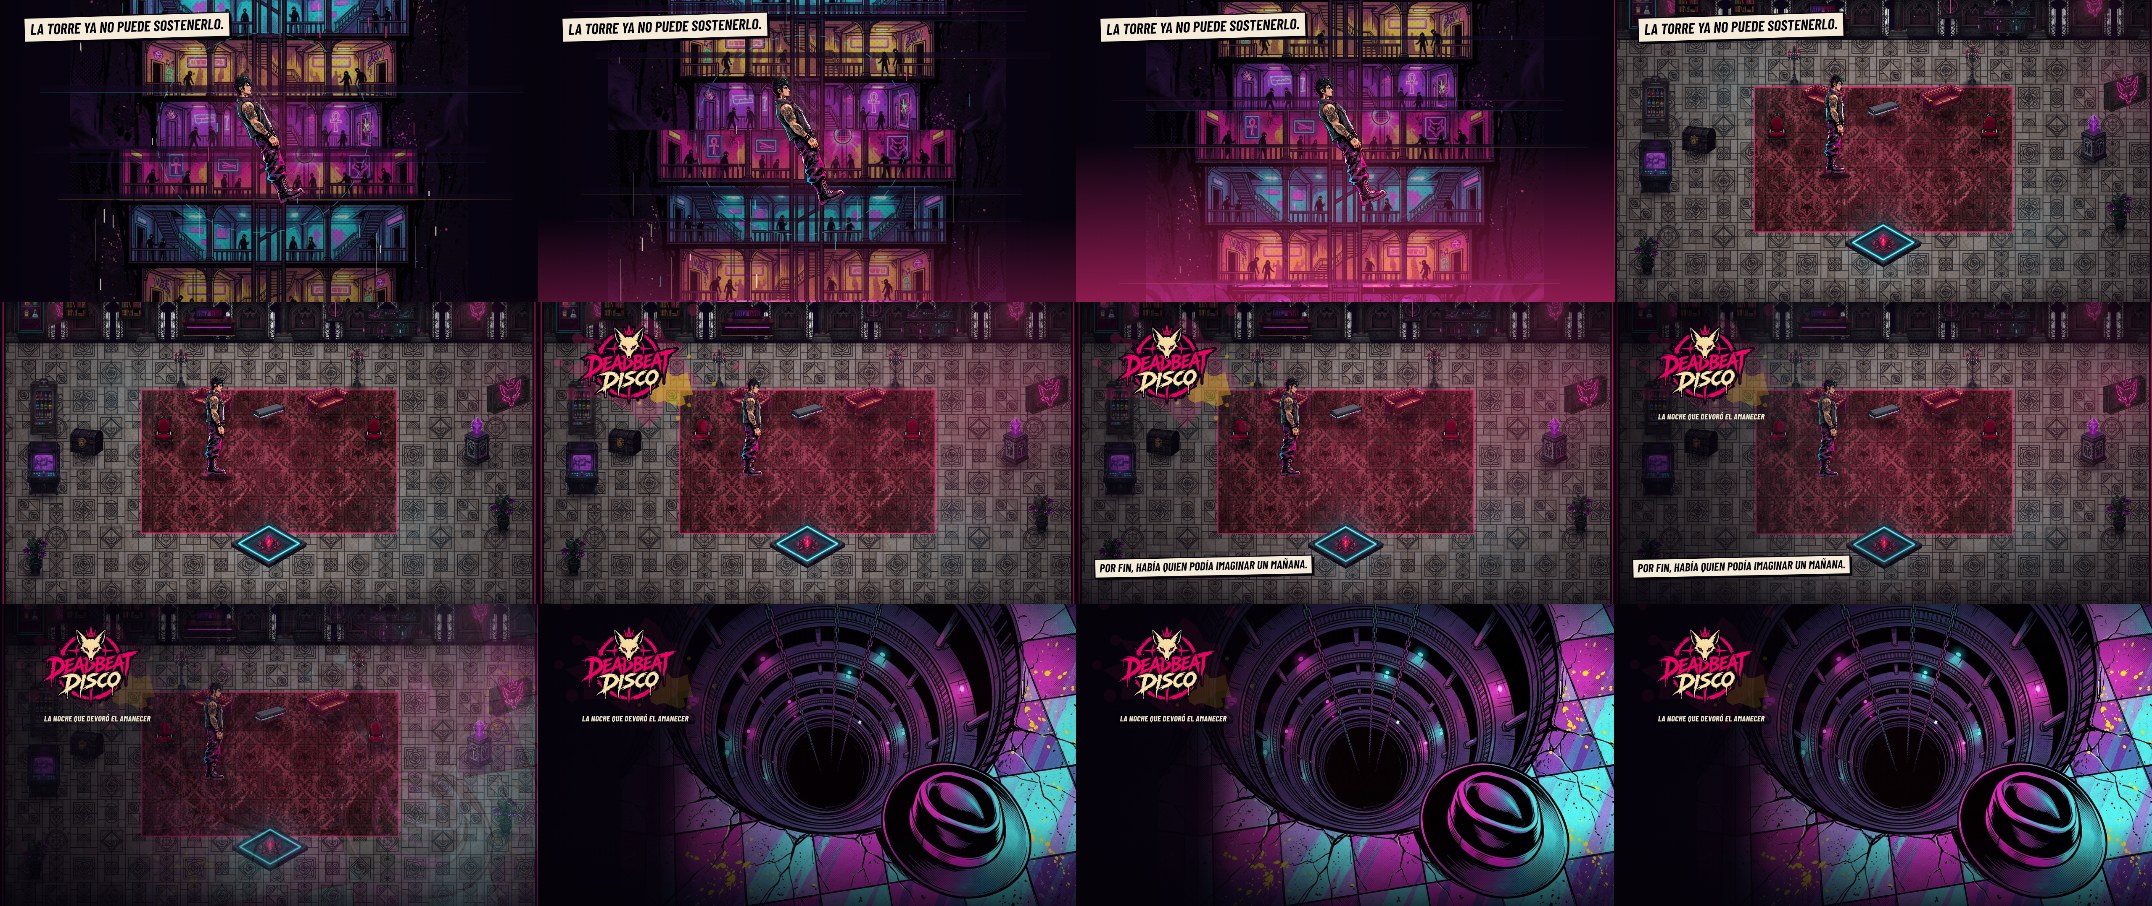 LA TORRE YA NO PUEDE SOSTENERLO.
LA TORRE YA NO PUEDE SOSTENERLO.
LA TORRE YA NO PUEDE SOSTENERLO.
LA TORRE YA NO PUEDE SOSTENERLO.
DEADBEAT
DISCO
DEADBEAT
DISCO
POR FIN, HABÍA QUIEN PODÍA IMAGINAR UN MAÑANA.
DEADBEAT
DISCO
LA NOCHE QUE DEVORÓ EL AMANECER
POR FIN, HABÍA QUIEN PODÍA IMAGINAR UN MAÑANA.
DEADBEAT
DISCO
LA NOCHE QUE DEVORÓ EL AMANECER
DEADBEAT
DISCO
LA NOCHE QUE DEVORÓ EL AMANECER
DEADBEAT
DISCO
LA NOCHE QUE DEVORÓ EL AMANECER
DEADBEAT
DISCO
LA NOCHE QUE DEVORÓ EL AMANECER